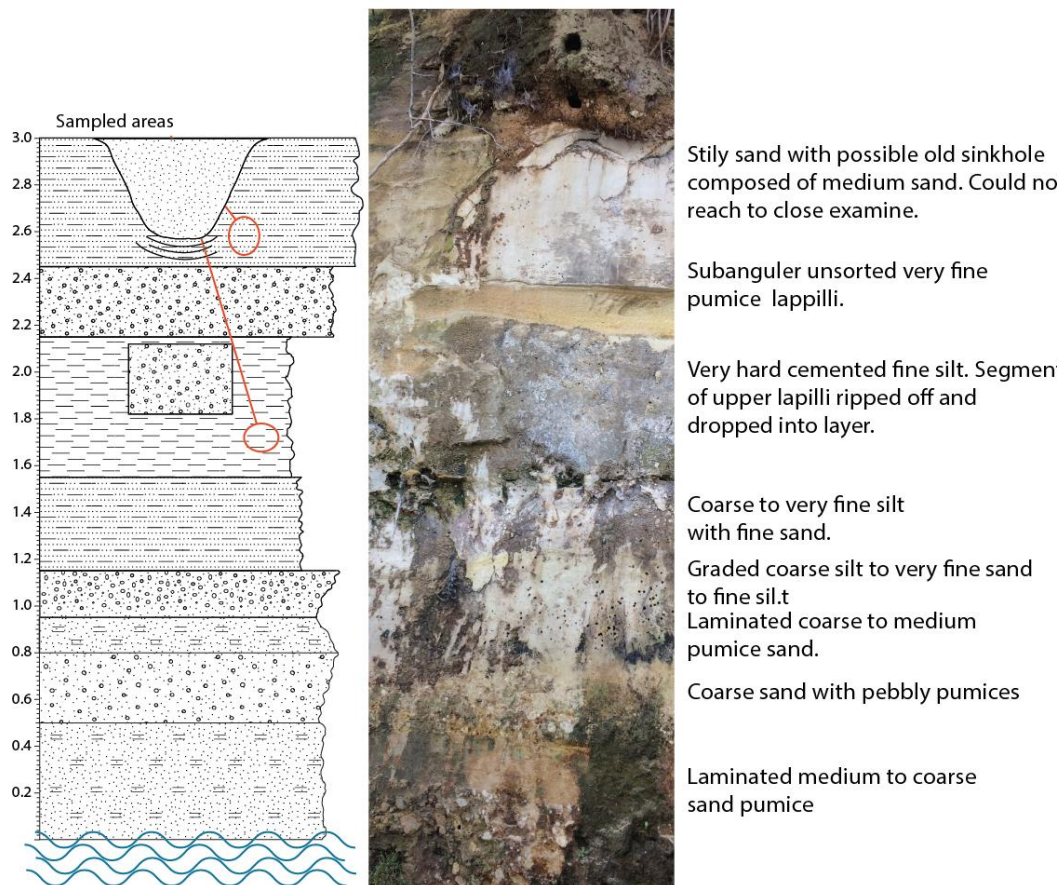 Sampled areas
3.0
2.8
2.6
2.4
2.2
2.0
1.8
1.6
1.4
1.2
1.0
0.8
0.6
0.4
0.2
Stily sand with possible old sinkhole
composed of medium sand. Could no
reach to close examine.
Subanguler unsorted very fine
pumice lappilli.
Very hard cemented fine silt. Segment
of upper lapilli ripped off and
dropped into layer.
Coarse to very fine silt
with fine sand.
Graded coarse silt to very fine sand
to fine sil.t
Laminated coarse to medium
pumice sand.
Coarse sand with pebbly pumices
Laminated medium to coarse
sand pumice